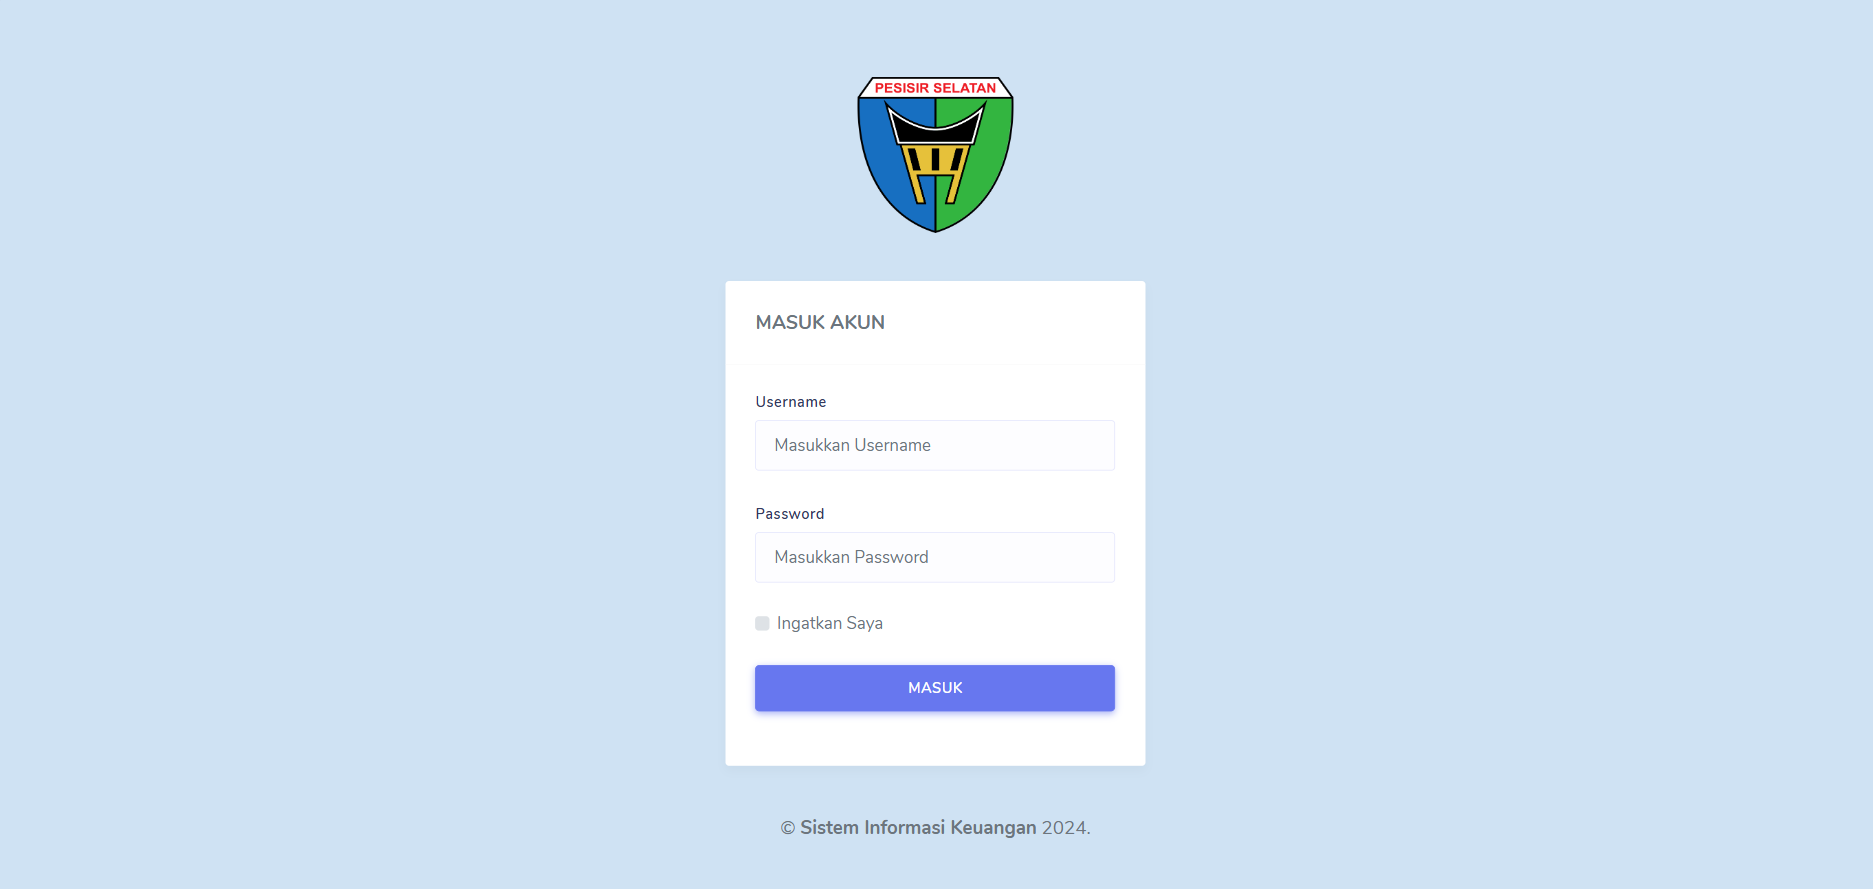 PESISIR SELATAN
MASUK AKUN
Username
Masukkan Username
Password
Masukkan Password
Ingatkan Saya
MASUK
© Sistem Informasi Keuangan 2024.